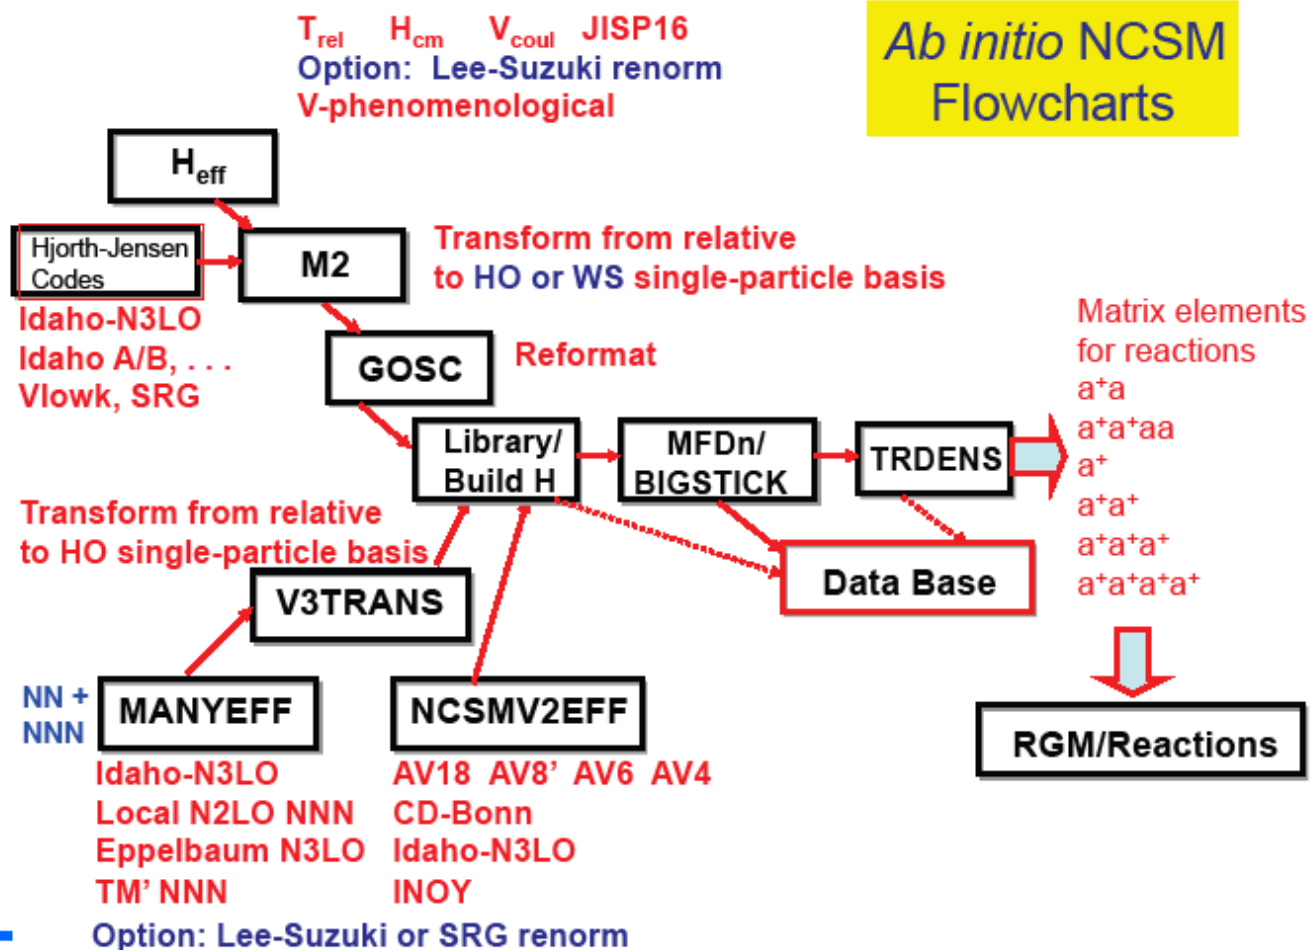 T_rel H_cm V_coul JISP16
Option: Lee-Suzuki renorm
V-phenomenological
Ab initio NCSM
Flowcharts
H_eff
Hjorth-Jensen
Codes
M2
Transform from relative
to HO or WS single-particle basis
Idaho-N3LO
Idaho A/B, . . .
Vlowk, SRG
GOSC
Reformat
Library/
Build H
MFDn/
BIGSTICK
TRDENS
Matrix elements
for reactions
a⁺a
a⁺a⁺aa
a⁺
a⁺a⁺
a⁺a⁺a⁺
a⁺a⁺a⁺a⁺
Transform from relative
to HO single-particle basis
V3TRANS
Data Base
NN +
NNN
MANYEFF
NCSMV2EFF
RGM/Reactions
Idaho-N3LO
Local N2LO NNN
Eppelbaum N3LO
TM’ NNN
AV18 AV8’ AV6 AV4
CD-Bonn
Idaho-N3LO
INOY
Option: Lee-Suzuki or SRG renorm